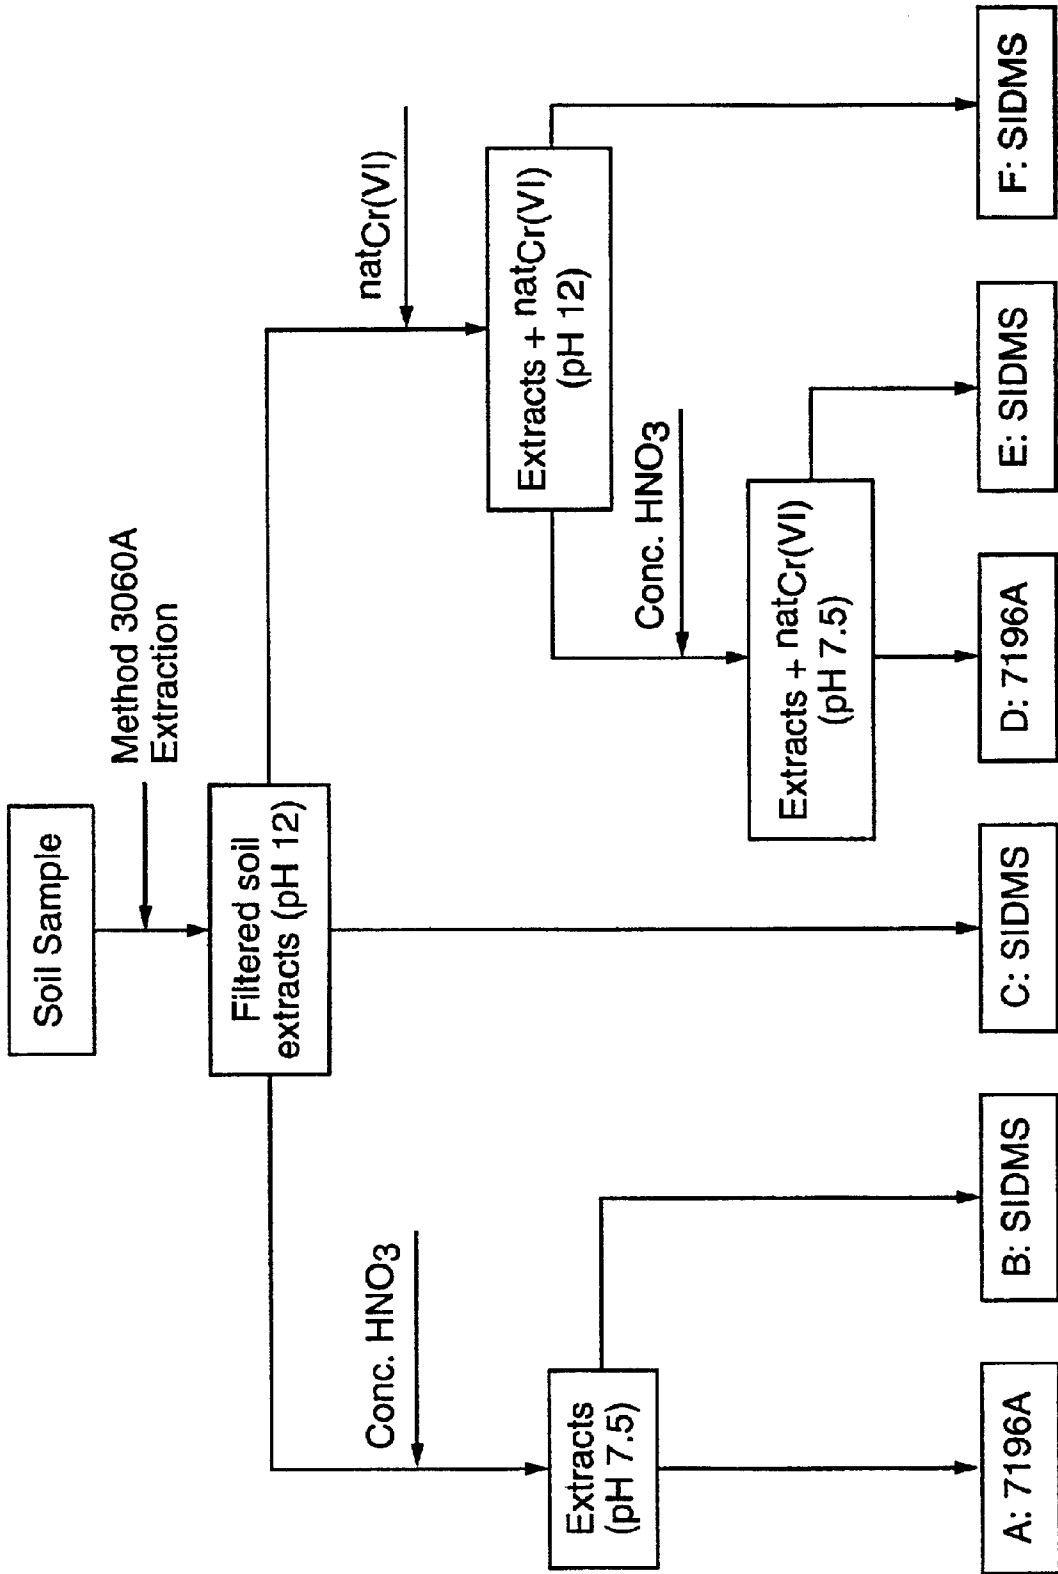 Soil Sample
Method 3060A
Extraction
Filtered soil
extracts (pH 12)
Conc. HNO3
natCr(VI)
Extracts
(pH 7.5)
Extracts + natCr(VI)
(pH 12)
Conc. HNO3
Extracts + natCr(VI)
(pH 7.5)
A: 7196A
B: SIDMS
C: SIDMS
D: 7196A
E: SIDMS
F: SIDMS